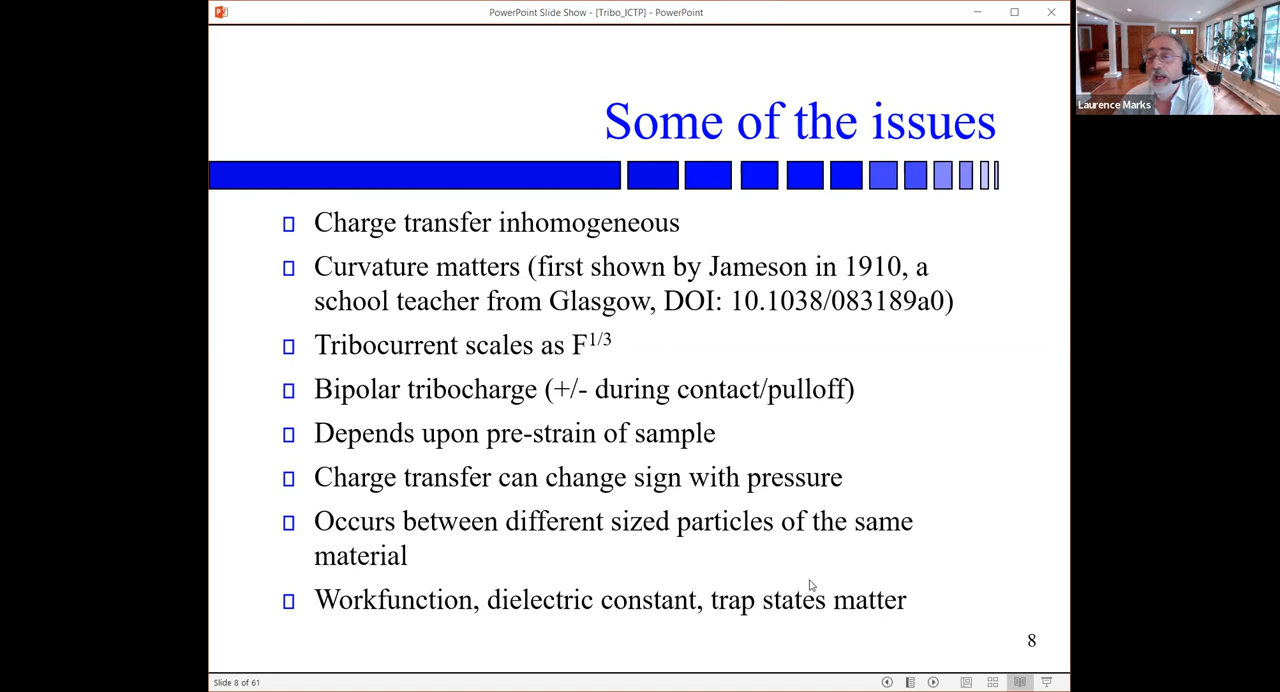 PowerPoint Slide Show - [Tribo_ICTP] - PowerPoint
Laurence Marks
Some of the issues
Charge transfer inhomogeneous
Curvature matters (first shown by Jameson in 1910, a
school teacher from Glasgow, DOI: 10.1038/083189a0)
Tribocurrent scales as F^1/3
Bipolar tribocharge (+/- during contact/pulloff)
Depends upon pre-strain of sample
Charge transfer can change sign with pressure
Occurs between different sized particles of the same
material
Workfunction, dielectric constant, trap states matter
8
Slide 8 of 61